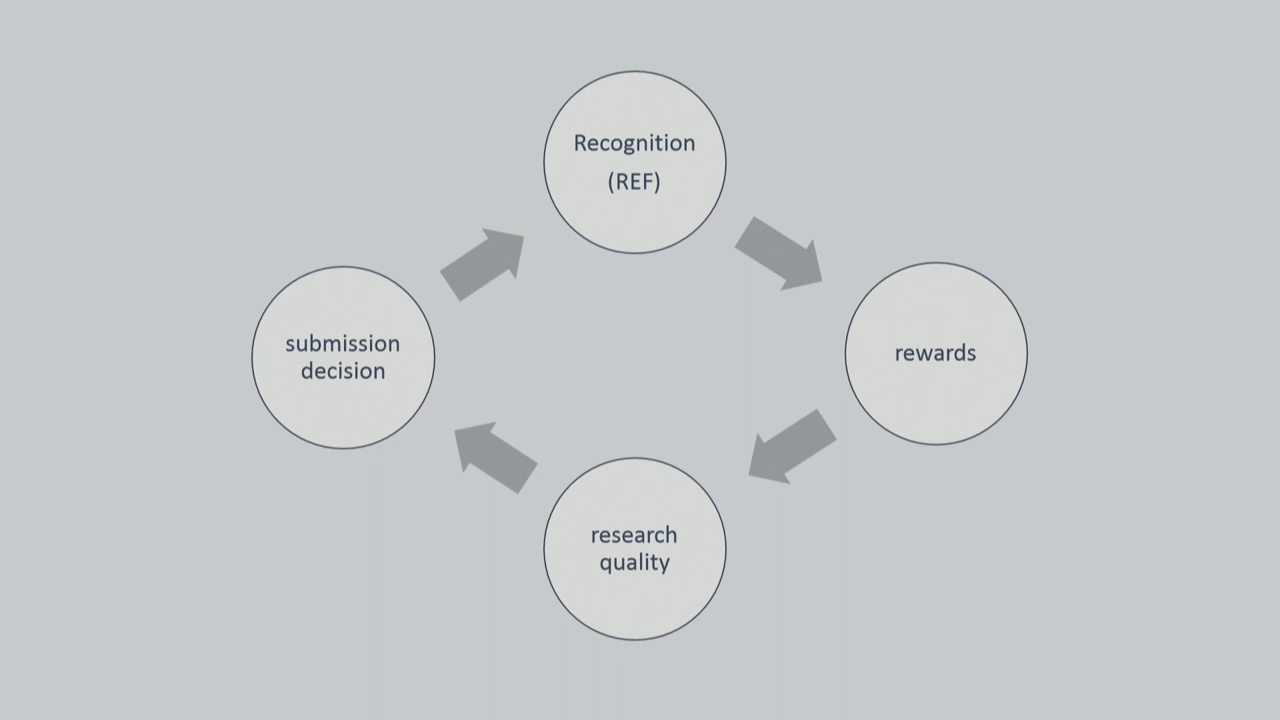 Recognition
(REF)
submission
decision
rewards
research
quality